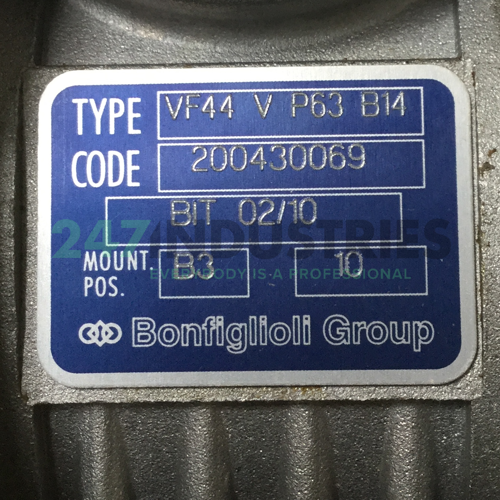 TYPE VF44 V P63 B14
CODE 200430069
BIT 02/10
247INDUSTRIES
MOUNT. POS. B3 10
EVERYBODY IS A PROFESSIONAL
Bonfiglioli Group